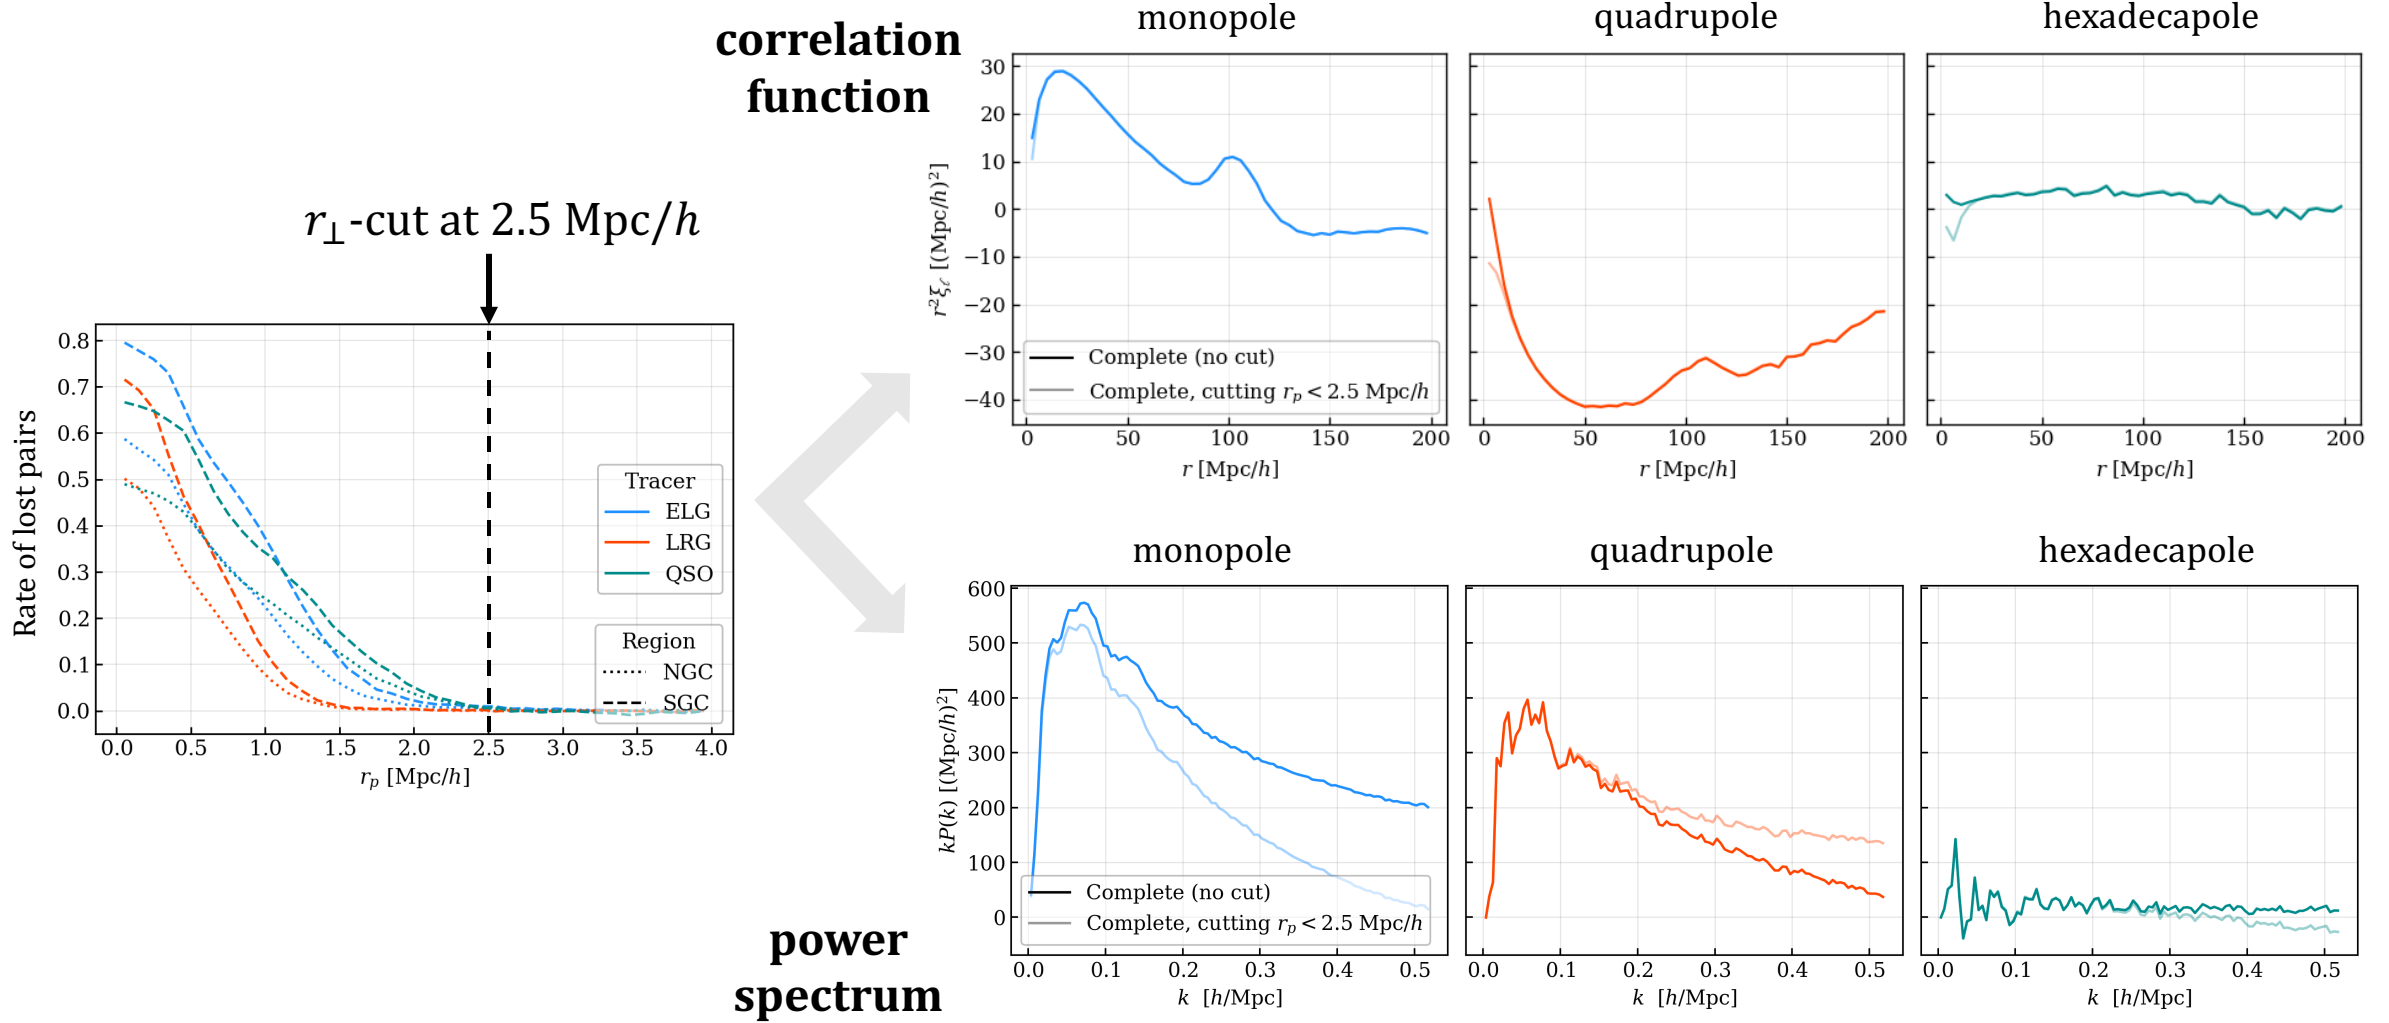 correlation
function
monopole
quadrupole
hexadecapole
r⊥-cut at 2.5 Mpc/h
30
20
10
0
−10
−20
−30
−40
r²ξℓ [(Mpc/h)²]
Complete (no cut)
Complete, cutting rₚ < 2.5 Mpc/h
0 50 100 150 200
r [Mpc/h]
0 50 100 150 200
r [Mpc/h]
0 50 100 150 200
r [Mpc/h]
0.8
0.7
0.6
0.5
0.4
0.3
0.2
0.1
0.0
Rate of lost pairs
Tracer
ELG
LRG
QSO
Region
NGC
SGC
0.0 0.5 1.0 1.5 2.0 2.5 3.0 3.5 4.0
rₚ [Mpc/h]
monopole
quadrupole
hexadecapole
600
500
400
300
200
100
0
kP(k) [(Mpc/h)²]
Complete (no cut)
Complete, cutting rₚ < 2.5 Mpc/h
0.0 0.1 0.2 0.3 0.4 0.5
k [h/Mpc]
0.0 0.1 0.2 0.3 0.4 0.5
k [h/Mpc]
0.0 0.1 0.2 0.3 0.4 0.5
k [h/Mpc]
power
spectrum